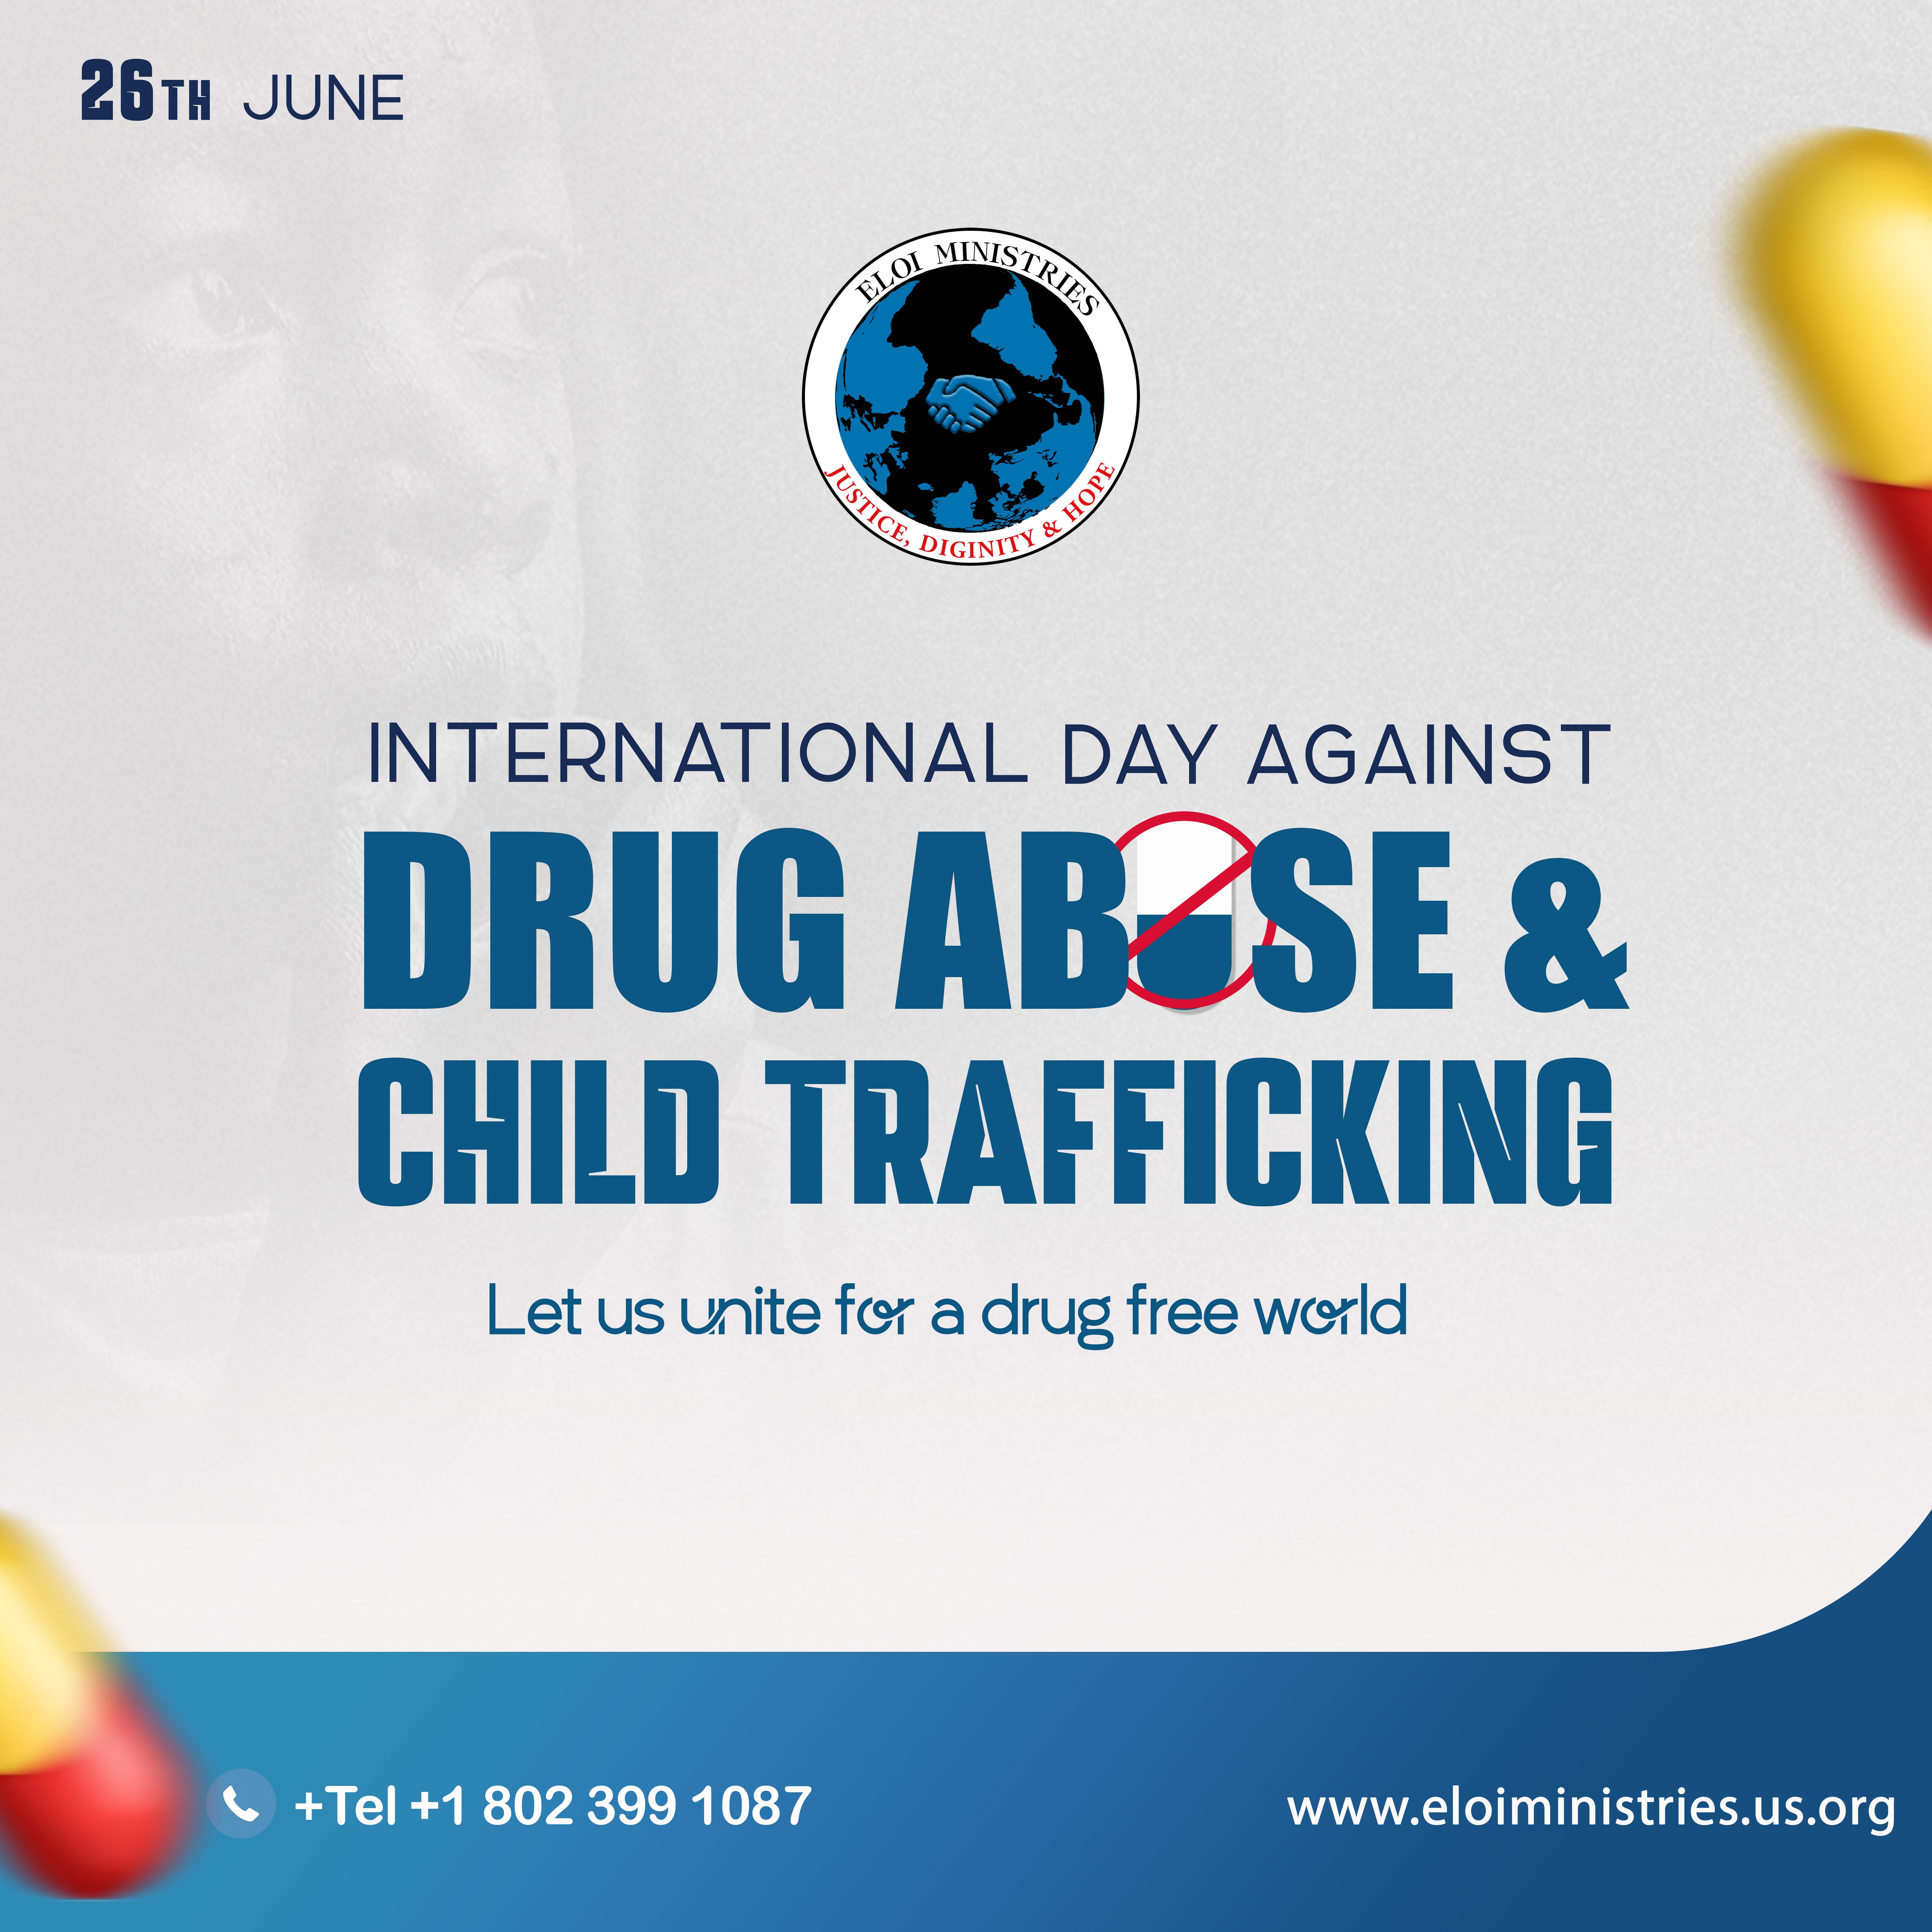 26TH JUNE
ELOI MINISTRIES
JUSTICE, DIGINITY & HOPE
INTERNATIONAL DAY AGAINST
DRUG ABUSE &
CHILD TRAFFICKING
Let us unite for a drug free world
+Tel +1 802 399 1087
www.eloiministries.us.org